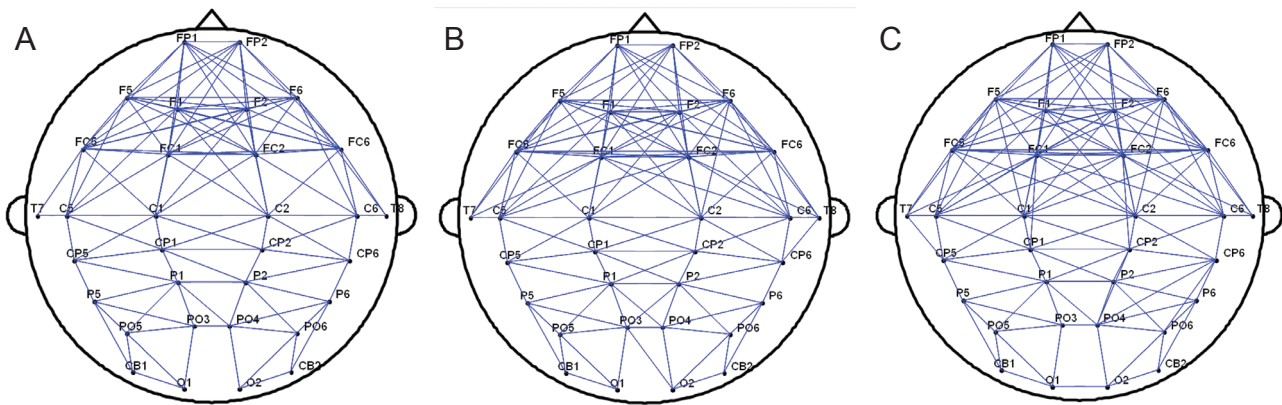 A B C
FP1 FP2 FP1 FP2 FP1 FP2
F5 F1 F2 F6 F5 F1 F2 F6 F5 F1 F2 F6
FC5 FC1 FC2 FC6 FC5 FC1 FC2 FC6 FC5 FC1 FC2 FC6
T7 C5 C1 C2 C6 T8 T7 C5 C1 C2 C6 T8 T7 C5 C1 C2 C6 T8
CP5 CP1 CP2 CP6 CP5 CP1 CP2 CP6 CP5 CP1 CP2 CP6
P5 P1 P2 P6 P5 P1 P2 P6 P5 P1 P2 P6
PO5 PO3 PO4 PO6 PO5 PO3 PO4 PO6 PO5 PO3 PO4 PO6
CB1 O1 O2 CB2 CB1 O1 O2 CB2 CB1 O1 O2 CB2